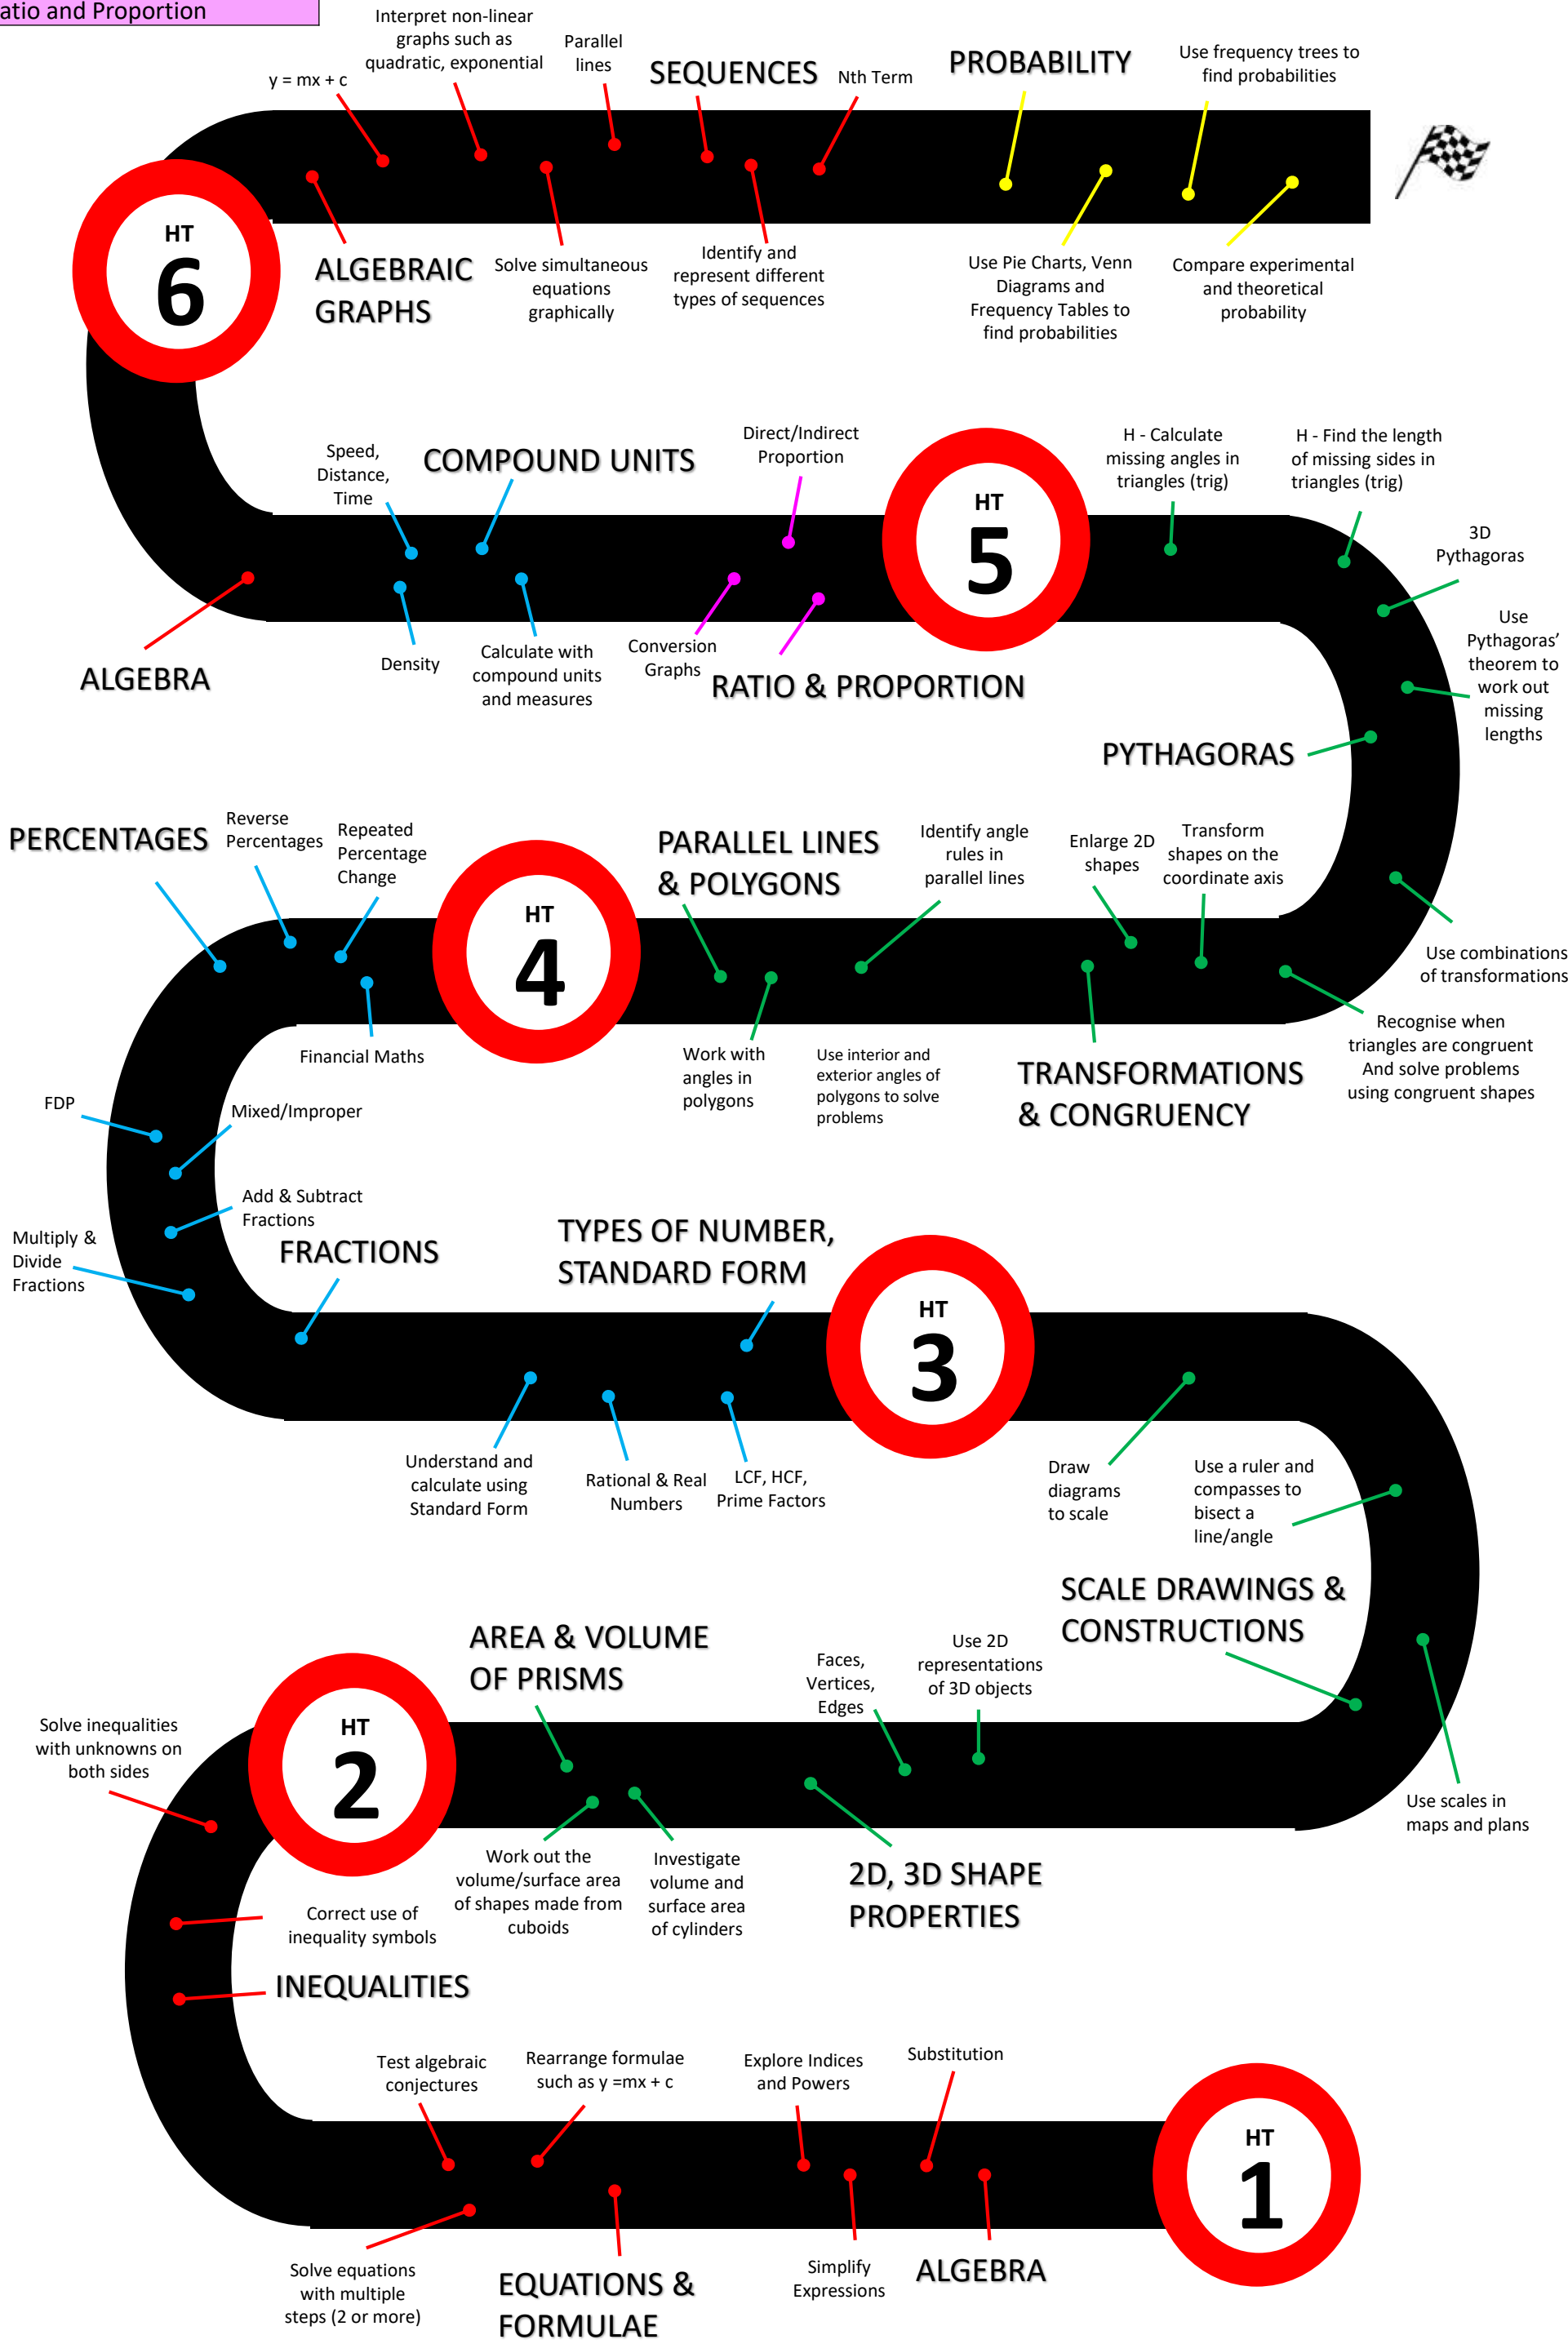 atio and Proportion
Interpret non-linear
graphs such as
quadratic, exponential
Parallel
lines
y = mx + c
SEQUENCES
Nth Term
PROBABILITY
Use frequency trees to
find probabilities
HT
6
ALGEBRAIC
GRAPHS
Solve simultaneous
equations
graphically
Identify and
represent different
types of sequences
Use Pie Charts, Venn
Diagrams and
Frequency Tables to
find probabilities
Compare experimental
and theoretical
probability
Speed,
Distance,
Time
COMPOUND UNITS
Direct/Indirect
Proportion
HT
5
H - Calculate
missing angles in
triangles (trig)
H - Find the length
of missing sides in
triangles (trig)
3D
Pythagoras
Use
Pythagoras’
theorem to
work out
missing
lengths
ALGEBRA
Density
Calculate with
compound units
and measures
Conversion
Graphs
RATIO & PROPORTION
PYTHAGORAS
PERCENTAGES
Reverse
Percentages
Repeated
Percentage
Change
HT
4
PARALLEL LINES
& POLYGONS
Identify angle
rules in
parallel lines
Enlarge 2D
shapes
Transform
shapes on the
coordinate axis
Use combinations
of transformations
Financial Maths
Work with
angles in
polygons
Use interior and
exterior angles of
polygons to solve
problems
TRANSFORMATIONS
& CONGRUENCY
Recognise when
triangles are congruent
And solve problems
using congruent shapes
FDP
Mixed/Improper
Add & Subtract
Fractions
Multiply &
Divide
Fractions
FRACTIONS
TYPES OF NUMBER,
STANDARD FORM
HT
3
Understand and
calculate using
Standard Form
Rational & Real
Numbers
LCF, HCF,
Prime Factors
Draw
diagrams
to scale
Use a ruler and
compasses to
bisect a
line/angle
SCALE DRAWINGS &
CONSTRUCTIONS
AREA & VOLUME
OF PRISMS
Faces,
Vertices,
Edges
Use 2D
representations
of 3D objects
HT
2
Solve inequalities
with unknowns on
both sides
Use scales in
maps and plans
Work out the
volume/surface area
of shapes made from
cuboids
Investigate
volume and
surface area
of cylinders
2D, 3D SHAPE
PROPERTIES
Correct use of
inequality symbols
INEQUALITIES
Test algebraic
conjectures
Rearrange formulae
such as y =mx + c
Explore Indices
and Powers
Substitution
HT
1
Solve equations
with multiple
steps (2 or more)
EQUATIONS &
FORMULAE
Simplify
Expressions
ALGEBRA